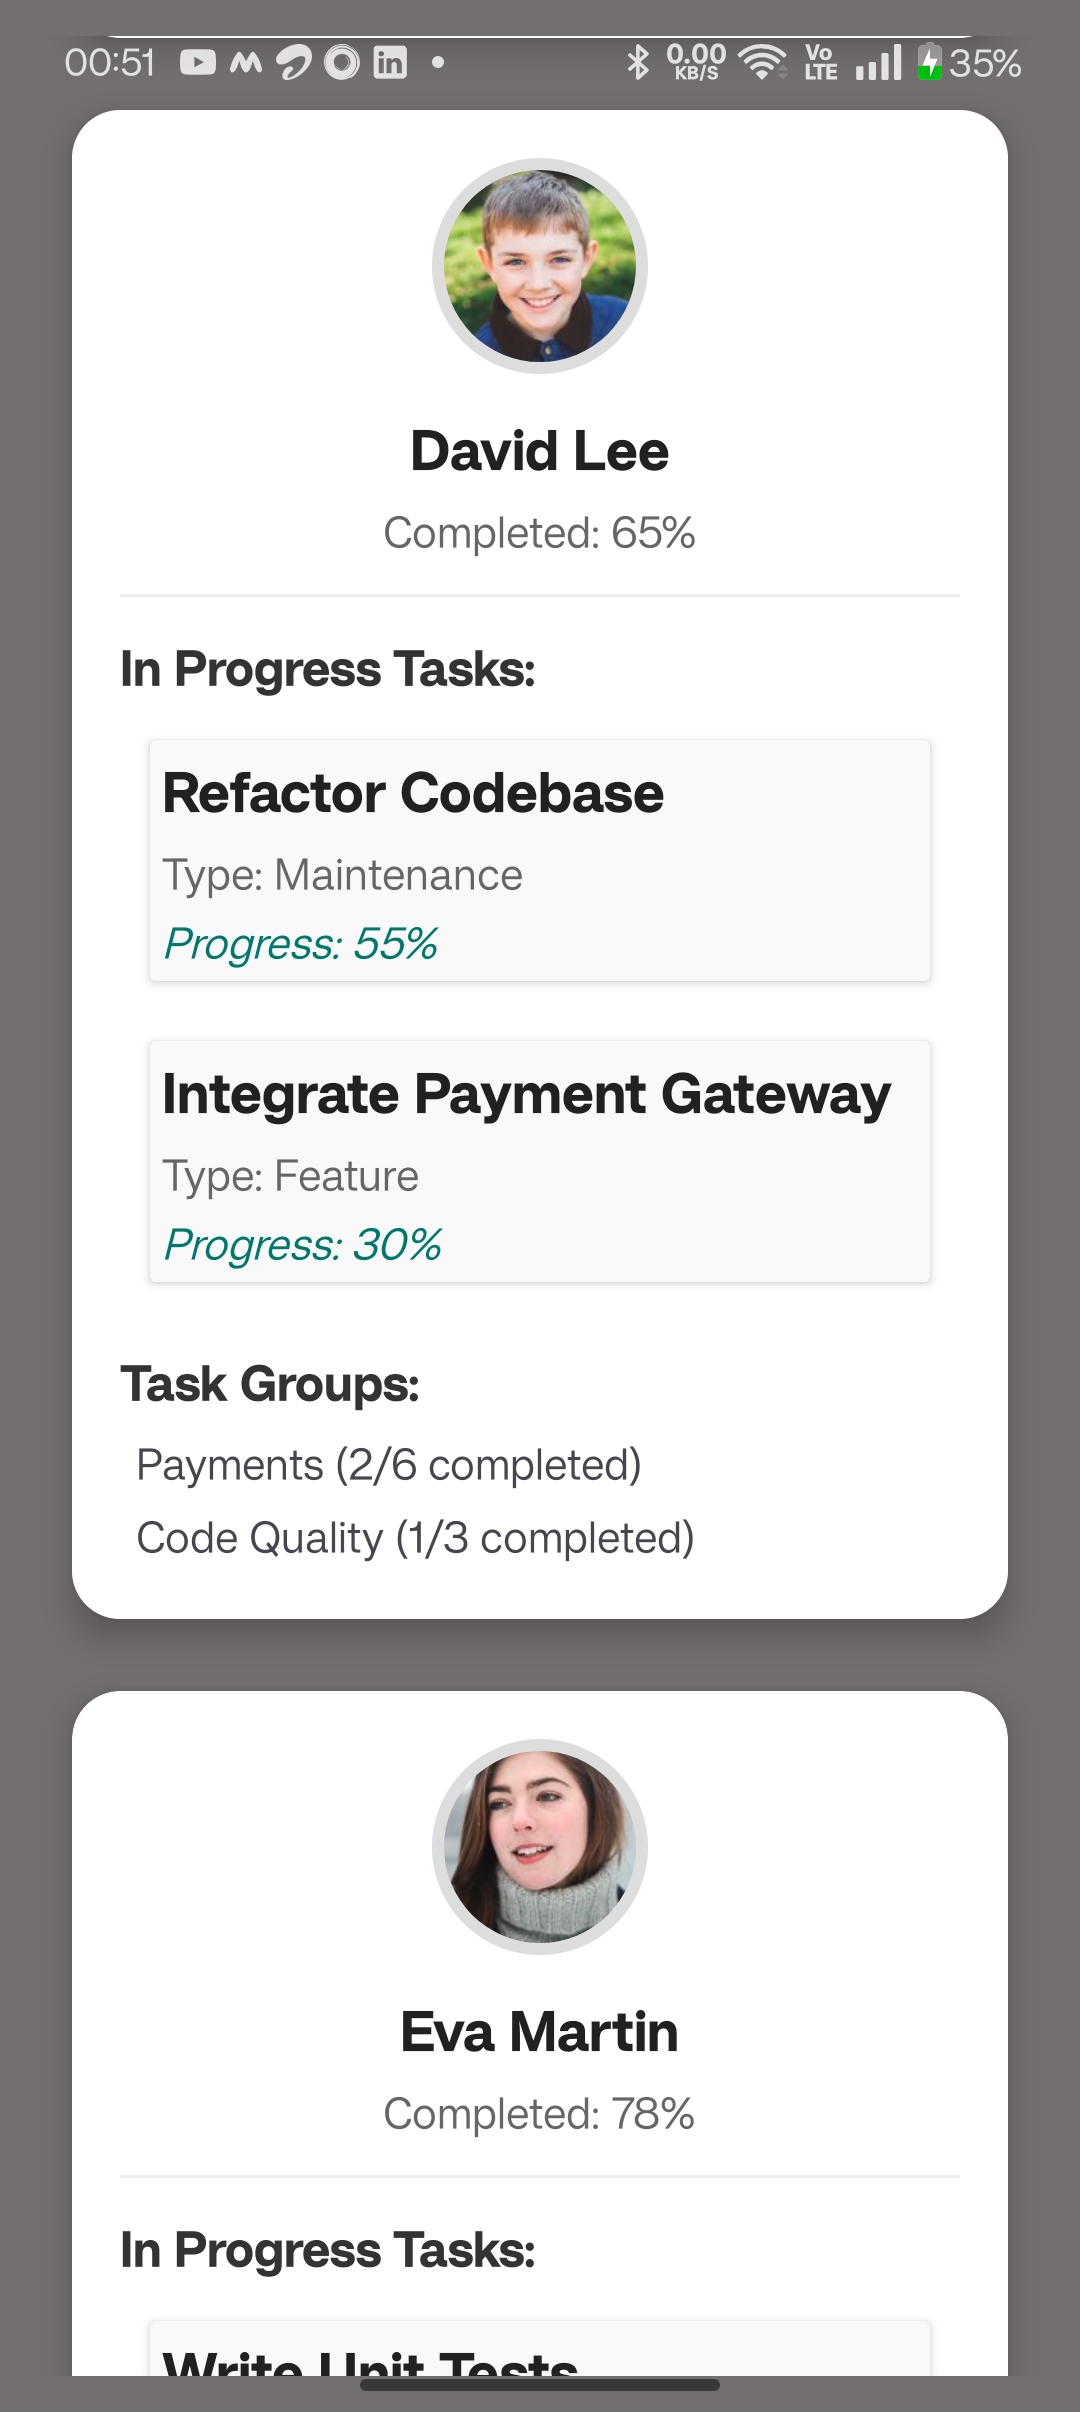 00:51 in 0.00 KB/S Vo LTE 35%
David Lee
Completed: 65%
In Progress Tasks:
Refactor Codebase
Type: Maintenance
Progress: 55%
Integrate Payment Gateway
Type: Feature
Progress: 30%
Task Groups:
Payments (2/6 completed)
Code Quality (1/3 completed)
Eva Martin
Completed: 78%
In Progress Tasks:
Write Unit Tests